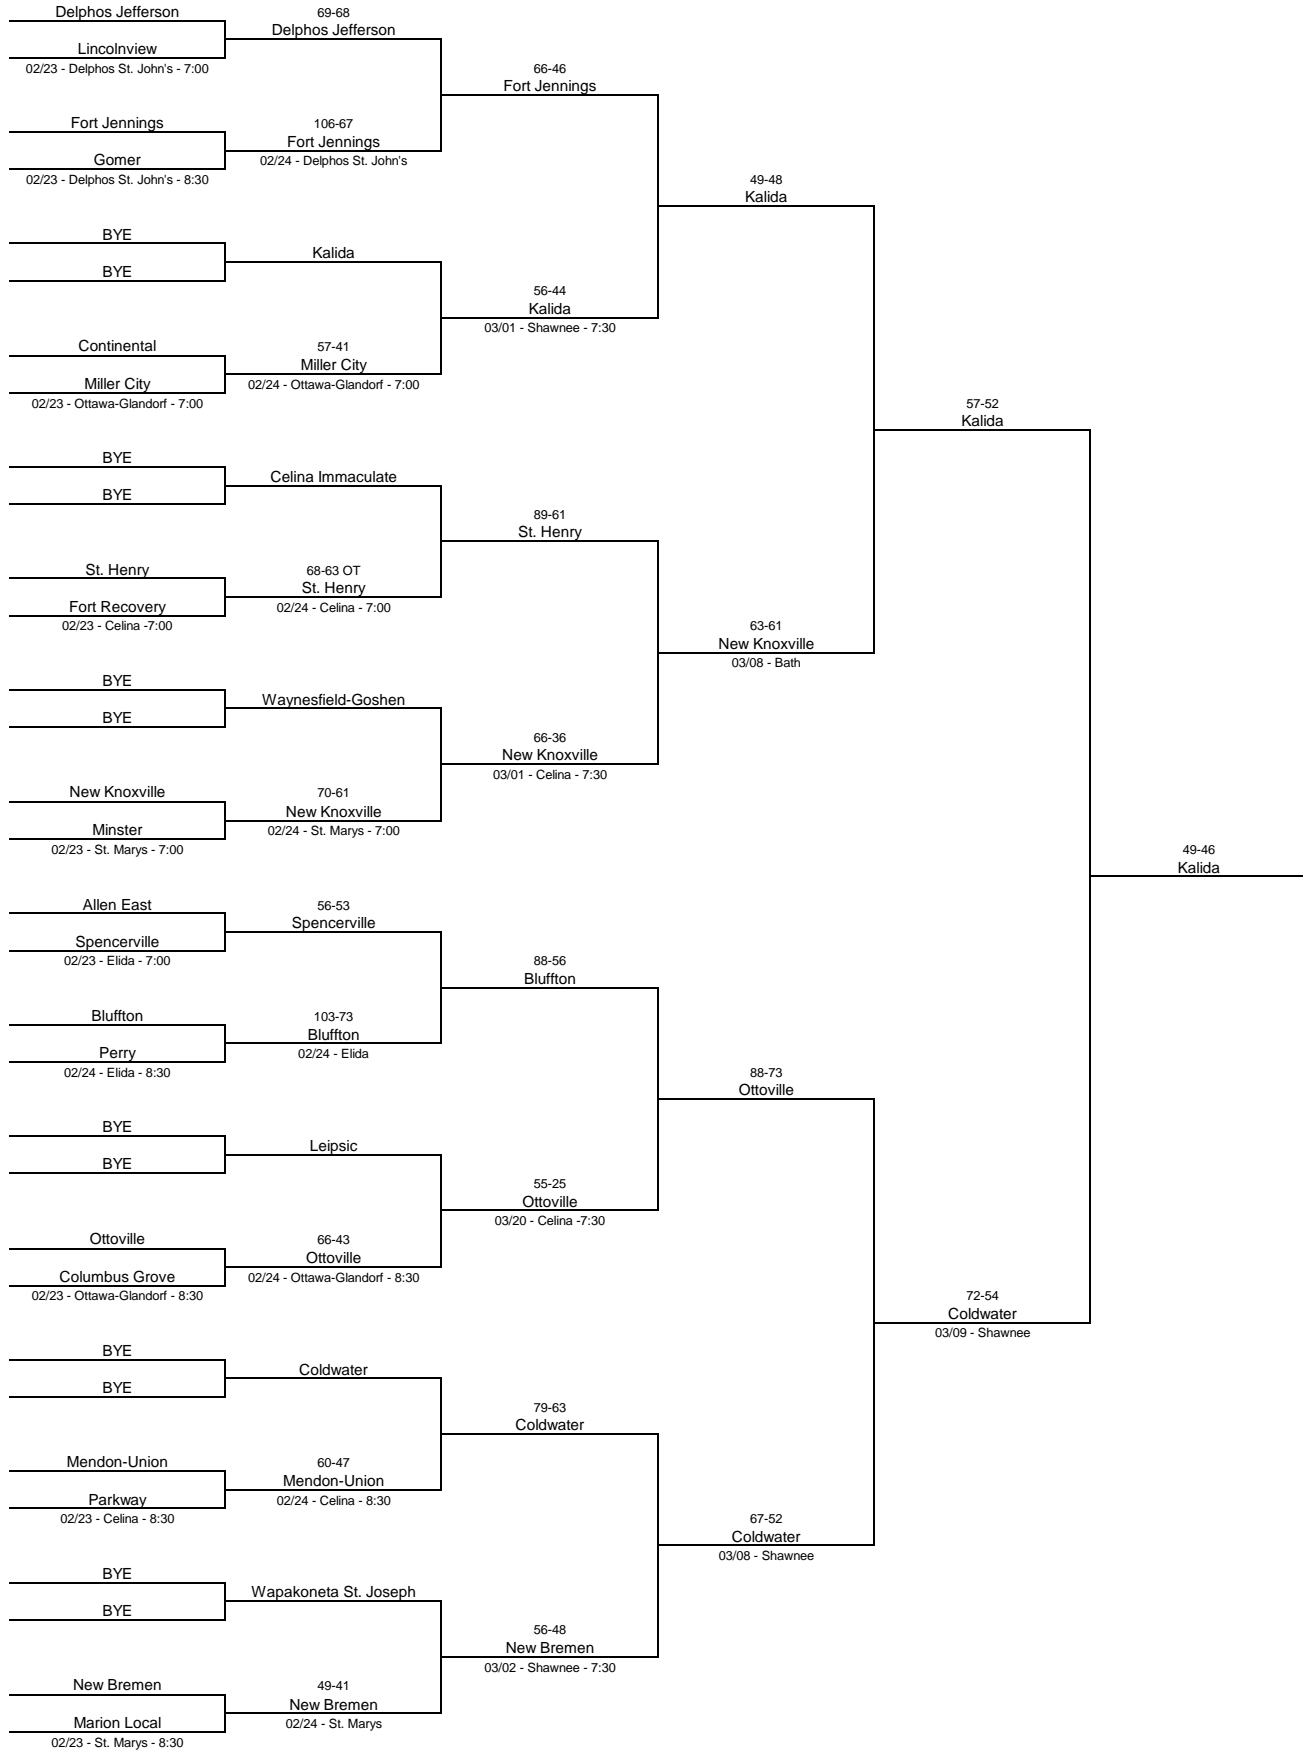 Delphos Jefferson
Lincolnview
02/23 - Delphos St. John's - 7:00
Fort Jennings
Gomer
02/23 - Delphos St. John's - 8:30
BYE
BYE
Continental
Miller City
02/23 - Ottawa-Glandorf - 7:00
BYE
BYE
St. Henry
Fort Recovery
02/23 - Celina -7:00
BYE
BYE
New Knoxville
Minster
02/23 - St. Marys - 7:00
Allen East
Spencerville
02/23 - Elida - 7:00
Bluffton
Perry
02/24 - Elida - 8:30
BYE
BYE
Ottoville
Columbus Grove
02/23 - Ottawa-Glandorf - 8:30
BYE
BYE
Mendon-Union
Parkway
02/23 - Celina - 8:30
BYE
BYE
New Bremen
Marion Local
02/23 - St. Marys - 8:30
69-68
Delphos Jefferson
106-67
Fort Jennings
02/24 - Delphos St. John's
Kalida
57-41
Miller City
02/24 - Ottawa-Glandorf - 7:00
Celina Immaculate
68-63 OT
St. Henry
02/24 - Celina - 7:00
Waynesfield-Goshen
70-61
New Knoxville
02/24 - St. Marys - 7:00
56-53
Spencerville
103-73
Bluffton
02/24 - Elida
Leipsic
66-43
Ottoville
02/24 - Ottawa-Glandorf - 8:30
Coldwater
60-47
Mendon-Union
02/24 - Celina - 8:30
Wapakoneta St. Joseph
49-41
New Bremen
02/24 - St. Marys
66-46
Fort Jennings
56-44
Kalida
03/01 - Shawnee - 7:30
89-61
St. Henry
66-36
New Knoxville
03/01 - Celina - 7:30
88-56
Bluffton
55-25
Ottoville
03/20 - Celina -7:30
79-63
Coldwater
56-48
New Bremen
03/02 - Shawnee - 7:30
49-48
Kalida
63-61
New Knoxville
03/08 - Bath
88-73
Ottoville
67-52
Coldwater
03/08 - Shawnee
57-52
Kalida
72-54
Coldwater
03/09 - Shawnee
49-46
Kalida